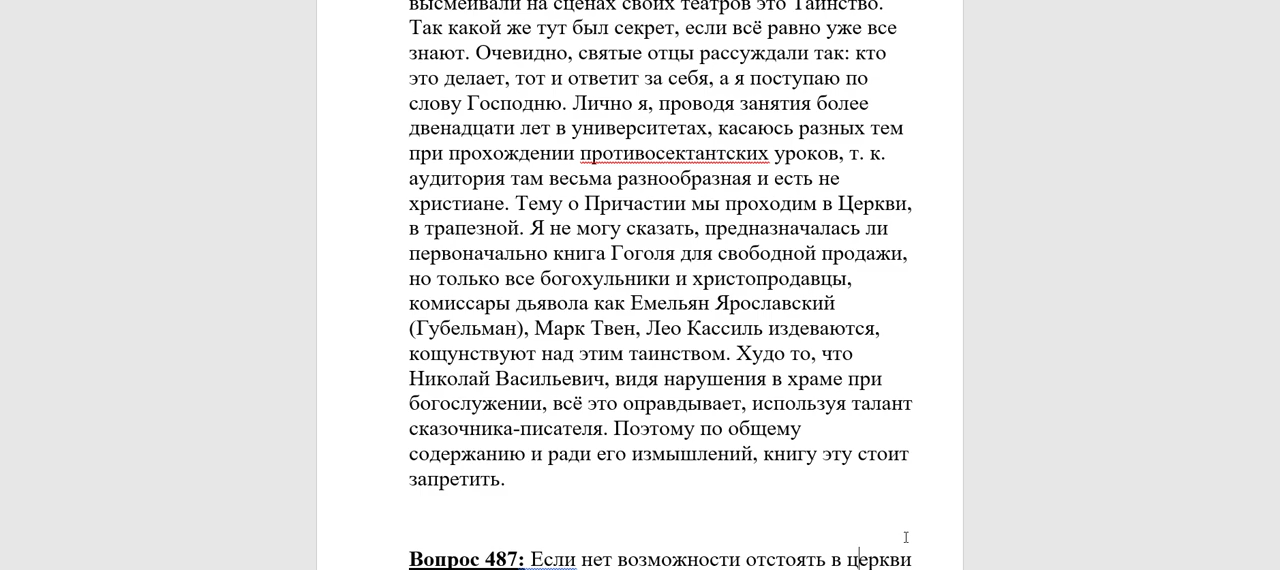 высмеивали на сценах своих театров это Таинство.
Так какой же тут был секрет, если всё равно уже все
знают. Очевидно, святые отцы рассуждали так: кто
это делает, тот и ответит за себя, а я поступаю по
слову Господню. Лично я, проводя занятия более
двенадцати лет в университетах, касаюсь разных тем
при прохождении противосектантских уроков, т. к.
аудитория там весьма разнообразная и есть не
христиане. Тему о Причастии мы проходим в Церкви,
в трапезной. Я не могу сказать, предназначалась ли
первоначально книга Гоголя для свободной продажи,
но только все богохульники и христопродавцы,
комиссары дьявола как Емельян Ярославский
(Губельман), Марк Твен, Лео Кассиль издеваются,
кощунствуют над этим таинством. Худо то, что
Николай Васильевич, видя нарушения в храме при
богослужении, всё это оправдывает, используя талант
сказочника-писателя. Поэтому по общему
содержанию и ради его измышлений, книгу эту стоит
запретить.
Вопрос 487: Если нет возможности отстоять в церкви